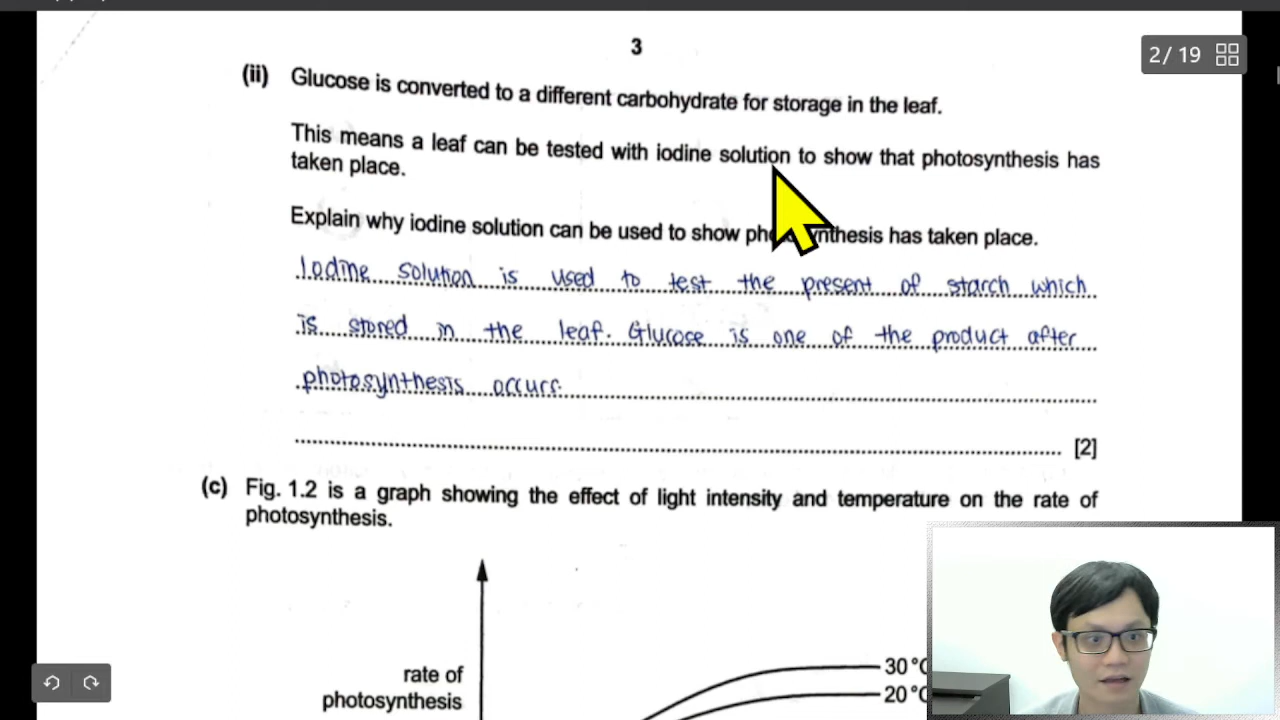 3
2/ 19
(ii) Glucose is converted to a different carbohydrate for storage in the leaf.
This means a leaf can be tested with iodine solution to show that photosynthesis has
taken place.
Explain why iodine solution can be used to show photosynthesis has taken place.
Iodine solution is used to test the present of starch which
is stored in the leaf. Glucose is one of the product after
photosynthesis occurs.
[2]
(c) Fig. 1.2 is a graph showing the effect of light intensity and temperature on the rate of
photosynthesis.
30 °C
rate of
20 °C
photosynthesis